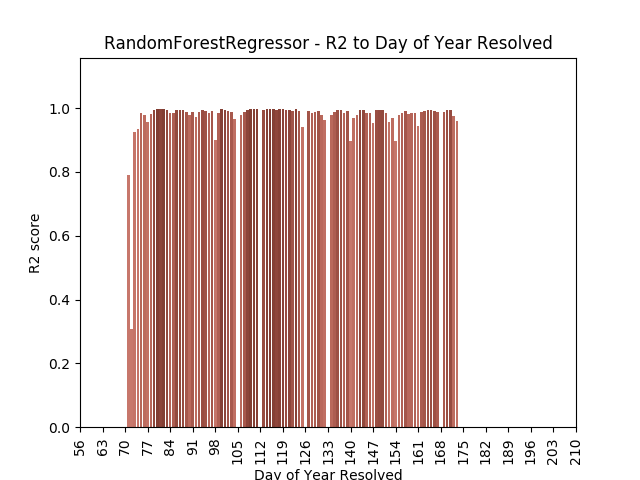 RandomForestRegressor - R2 to Day of Year Resolved
1.0
0.8
0.6
0.4
0.2
0.0
R2 score
56 63 70 77 84 91 98 105 112 119 126 133 140 147 154 161 168 175 182 189 196 203 210
Day of Year Resolved